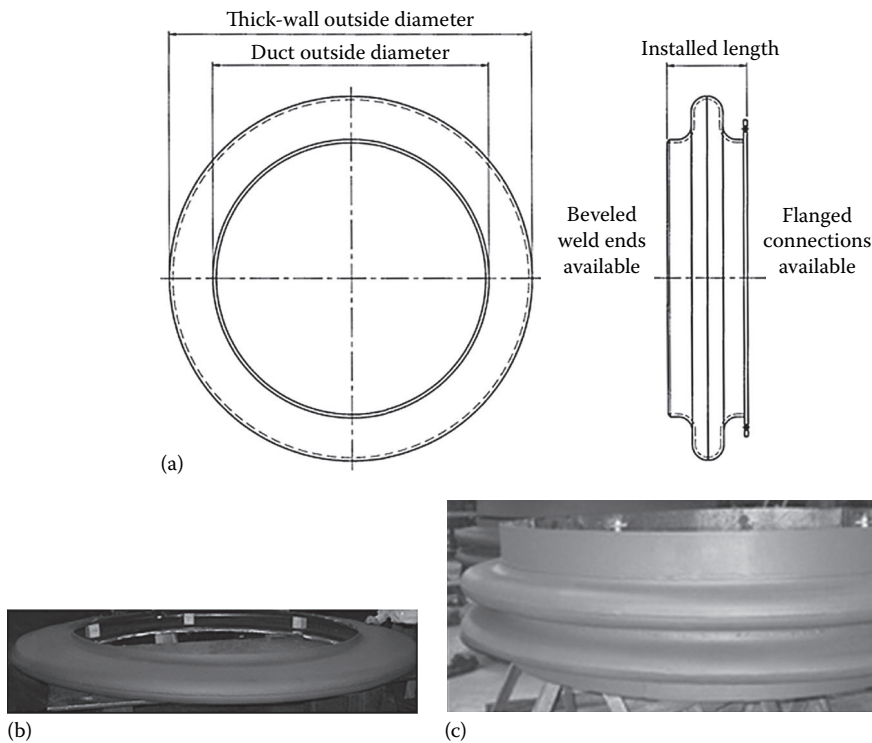 Thick-wall outside diameter
Duct outside diameter
Installed length
Beveled
weld ends
available
Flanged
connections
available
(a)
(b)
(c)